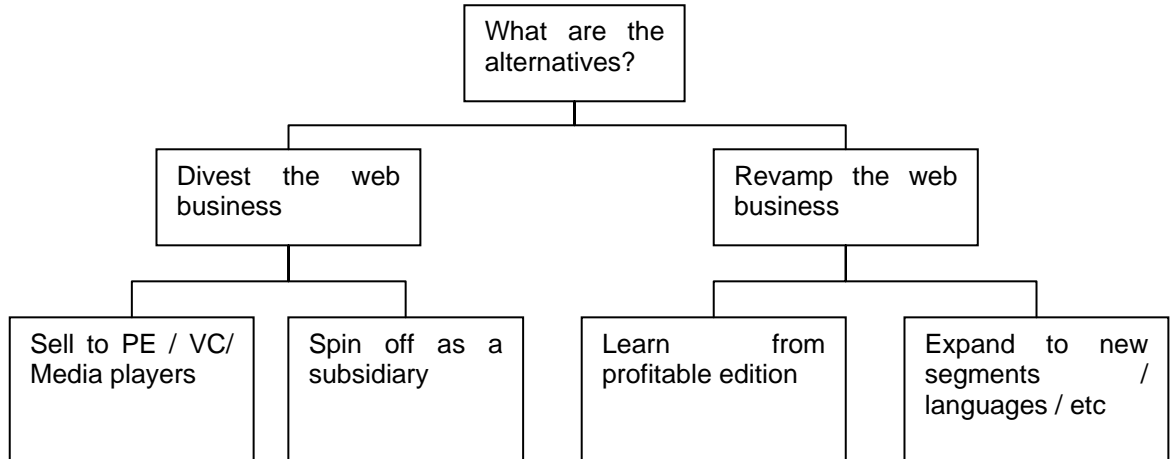 What are the
alternatives?
Divest the web
business
Revamp the web
business
Sell to PE / VC/
Media players
Spin off as a
subsidiary
Learn from
profitable edition
Expand to new
segments /
languages / etc